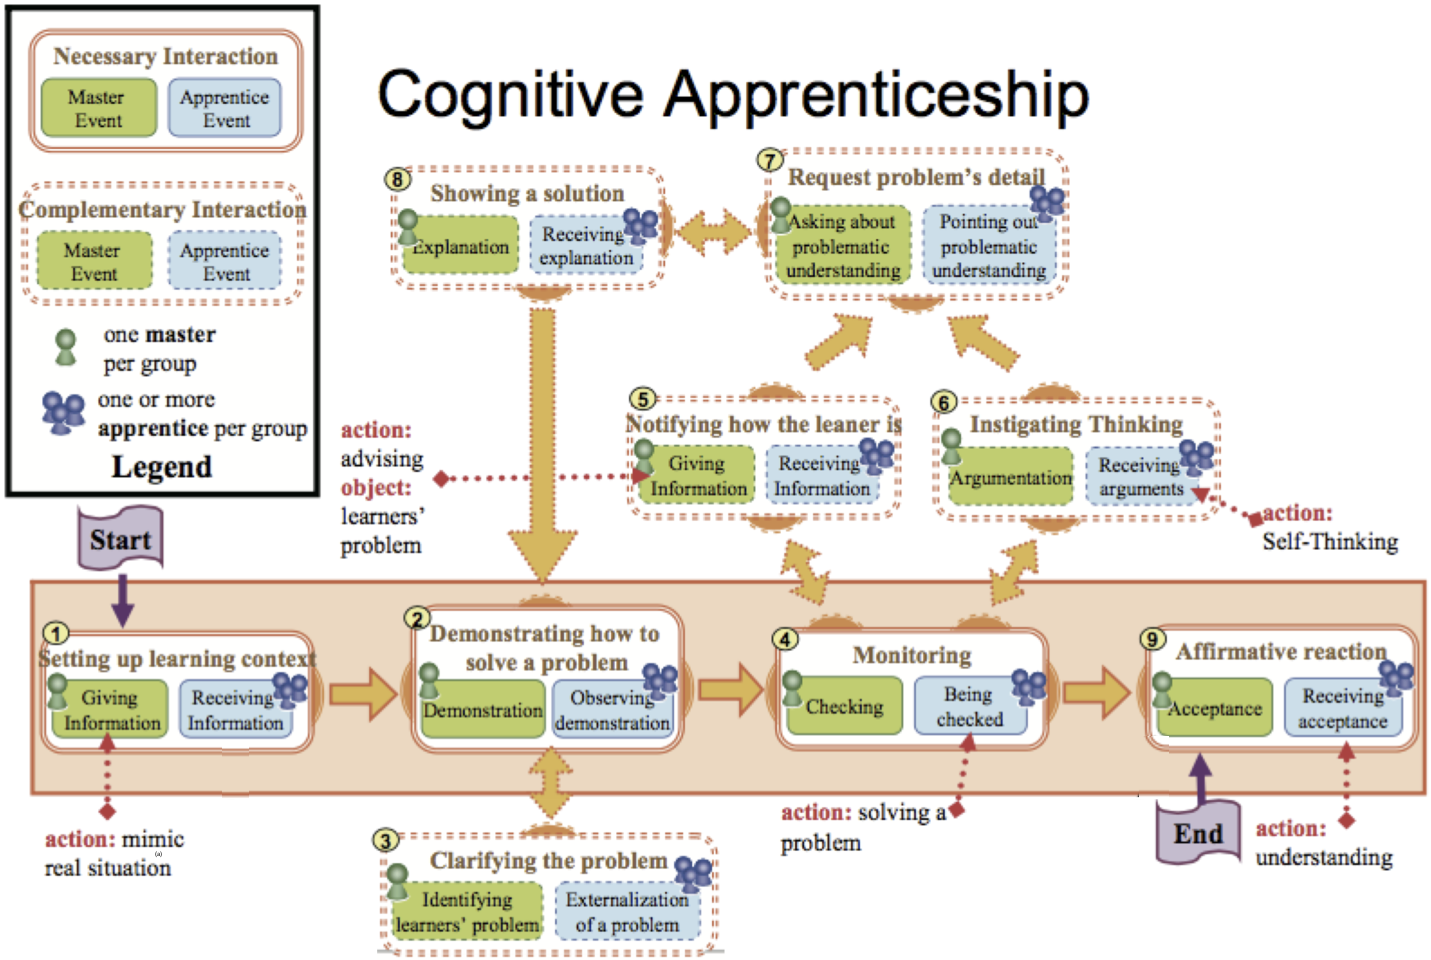 Necessary Interaction
Master
Event
Apprentice
Event
Complementary Interaction
Master
Event
Apprentice
Event
one master
per group
one or more
apprentice per group
Legend
Cognitive Apprenticeship
8
Showing a solution
Explanation
Receiving
explanation
7
Request problem's detail
Asking about
problematic
understanding
Pointing out
problematic
understanding
5
Notifying how the leaner is
Giving
Information
Receiving
Information
6
Instigating Thinking
Argumentation
Receiving
arguments
action:
advising
object:
learners'
problem
action:
Self-Thinking
Start
1
Setting up learning context
Giving
Information
Receiving
Information
2
Demonstrating how to
solve a problem
Demonstration
Observing
demonstration
4
Monitoring
Checking
Being
checked
9
Affirmative reaction
Acceptance
Receiving
acceptance
action: mimic
real situation
(a)
3
Clarifying the problem
Identifying
learners' problem
Externalization
of a problem
action: solving a
problem
End
action:
understanding